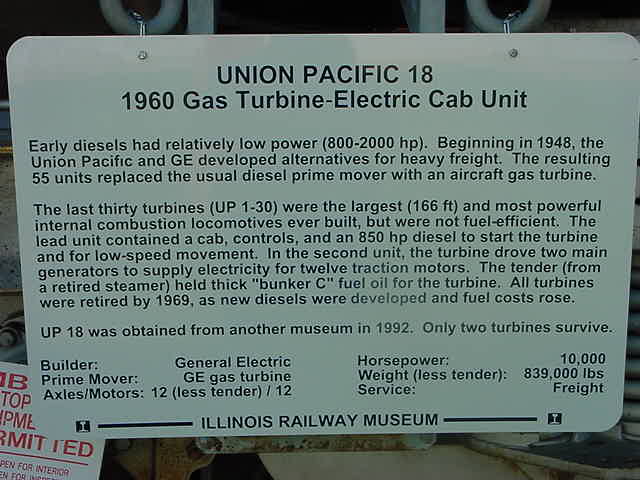 UNION PACIFIC 18
1960 Gas Turbine-Electric Cab Unit
Early diesels had relatively low power (800-2000 hp). Beginning in 1948, the
Union Pacific and GE developed alternatives for heavy freight. The resulting
55 units replaced the usual diesel prime mover with an aircraft gas turbine.
The last thirty turbines (UP 1-30) were the largest (166 ft) and most powerful
internal combustion locomotives ever built, but were not fuel-efficient. The
lead unit contained a cab, controls, and an 850 hp diesel to start the turbine
and for low-speed movement. In the second unit, the turbine drove two main
generators to supply electricity for twelve traction motors. The tender (from
a retired steamer) held thick "bunker C" fuel oil for the turbine. All turbines
were retired by 1969, as new diesels were developed and fuel costs rose.
UP 18 was obtained from another museum in 1992. Only two turbines survive.
Builder: General Electric
Prime Mover: GE gas turbine
Axles/Motors: 12 (less tender) / 12
Horsepower: 10,000
Weight (less tender): 839,000 lbs
Service: Freight
ILLINOIS RAILWAY MUSEUM
MB
TOP
IPME
RMITTED
PEN FOR INTERIOR